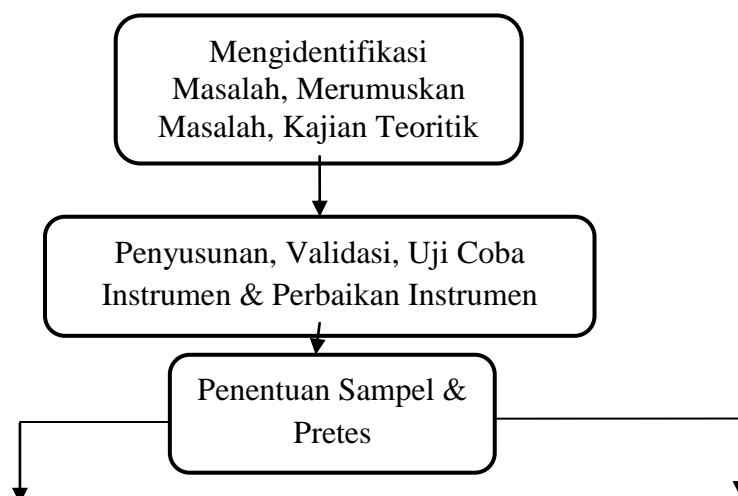 Mengidentifikasi
Masalah, Merumuskan
Masalah, Kajian Teoritik
Penyusunan, Validasi, Uji Coba
Instrumen & Perbaikan Instrumen
Penentuan Sampel &
Pretes